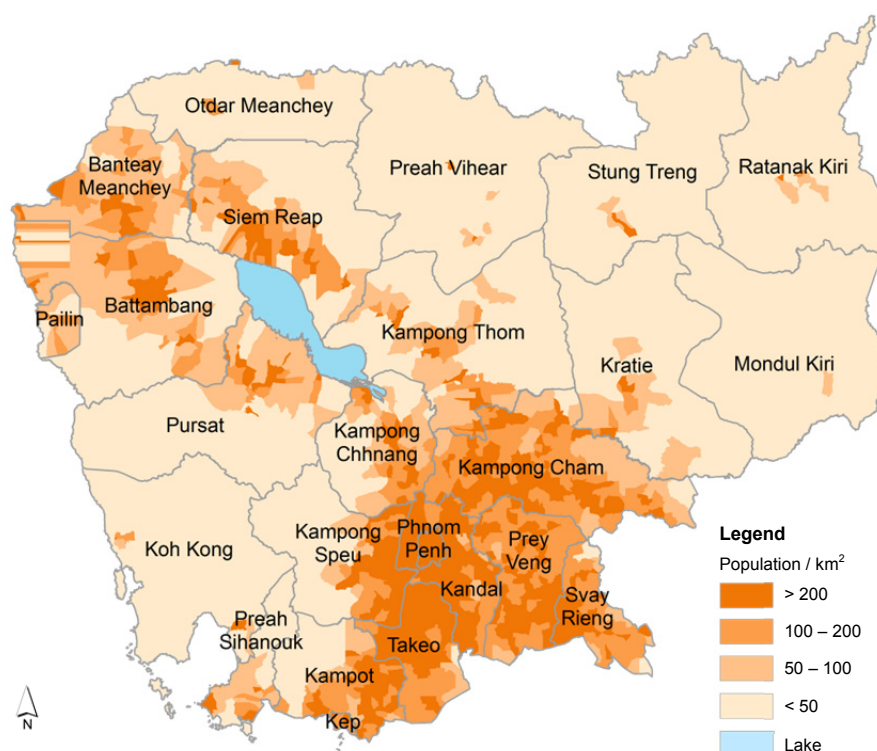 Otdar Meanchey
Banteay
Meanchey
Preah Vihear
Stung Treng
Ratanak Kiri
Siem Reap
Battambang
Pailin
Kampong Thom
Kratie
Mondul Kiri
Pursat
Kampong
Chhnang
Kampong Cham
Koh Kong
Kampong
Speu
Phnom
Penh
Prey
Veng
Kandal
Svay
Rieng
Preah
Sihanouk
Takeo
Kampot
Kep
N
Legend
Population / km²
> 200
100 – 200
50 – 100
< 50
Lake